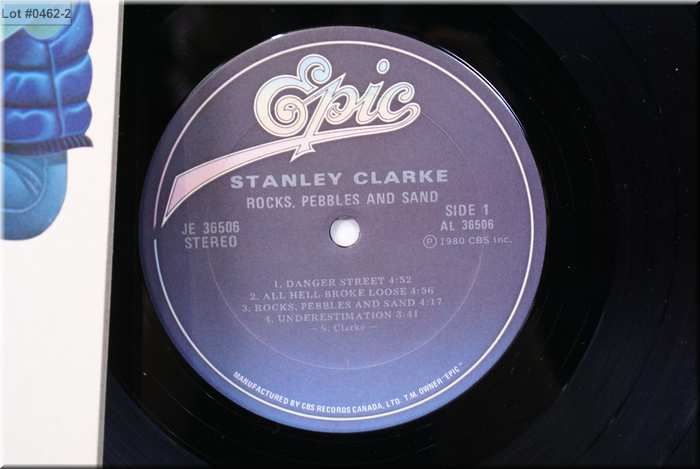 Lot #0462-2
Epic
STANLEY CLARKE
ROCKS, PEBBLES AND SAND
JE 36506
STEREO
SIDE 1
AL 36506
Ⓟ 1980 CBS Inc.
1. DANGER STREET 4:52
2. ALL HELL BROKE LOOSE 4:56
3. ROCKS, PEBBLES AND SAND 4:17
4. UNDERESTIMATION 3:41
– S. Clarke –
MANUFACTURED BY CBS RECORDS CANADA, LTD. T.M. OWNER "EPIC"